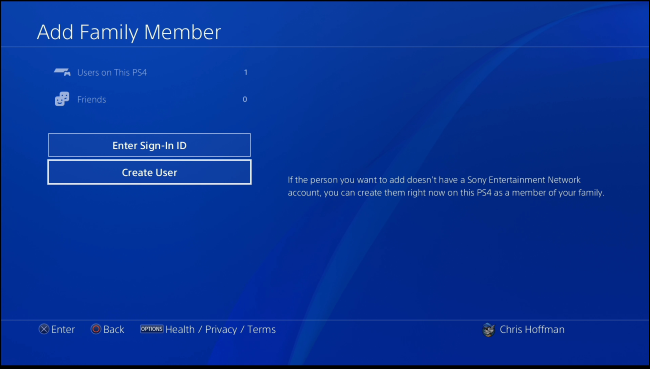 Add Family Member
Users on This PS4 1
Friends 0
Enter Sign-In ID
Create User
If the person you want to add doesn't have a Sony Entertainment Network
account, you can create them right now on this PS4 as a member of your family.
Enter Back OPTIONS Health / Privacy / Terms Chris Hoffman